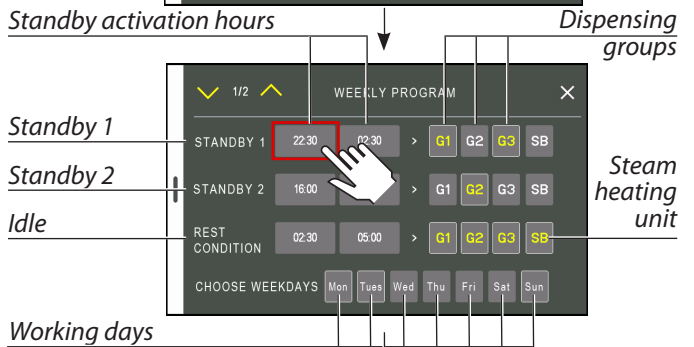 Standby activation hours
Dispensing
groups
1/2 WEEKLY PROGRAM
Standby 1
STANDBY 1 22:30 02:30 > G1 G2 G3 SB
Standby 2
STANDBY 2 16:00 > G1 G2 G3 SB
Steam
heating
unit
Idle
REST
CONDITION 02:30 05:00 > G1 G2 G3 SB
CHOOSE WEEKDAYS Mon Tues Wed Thu Fri Sat Sun
Working days